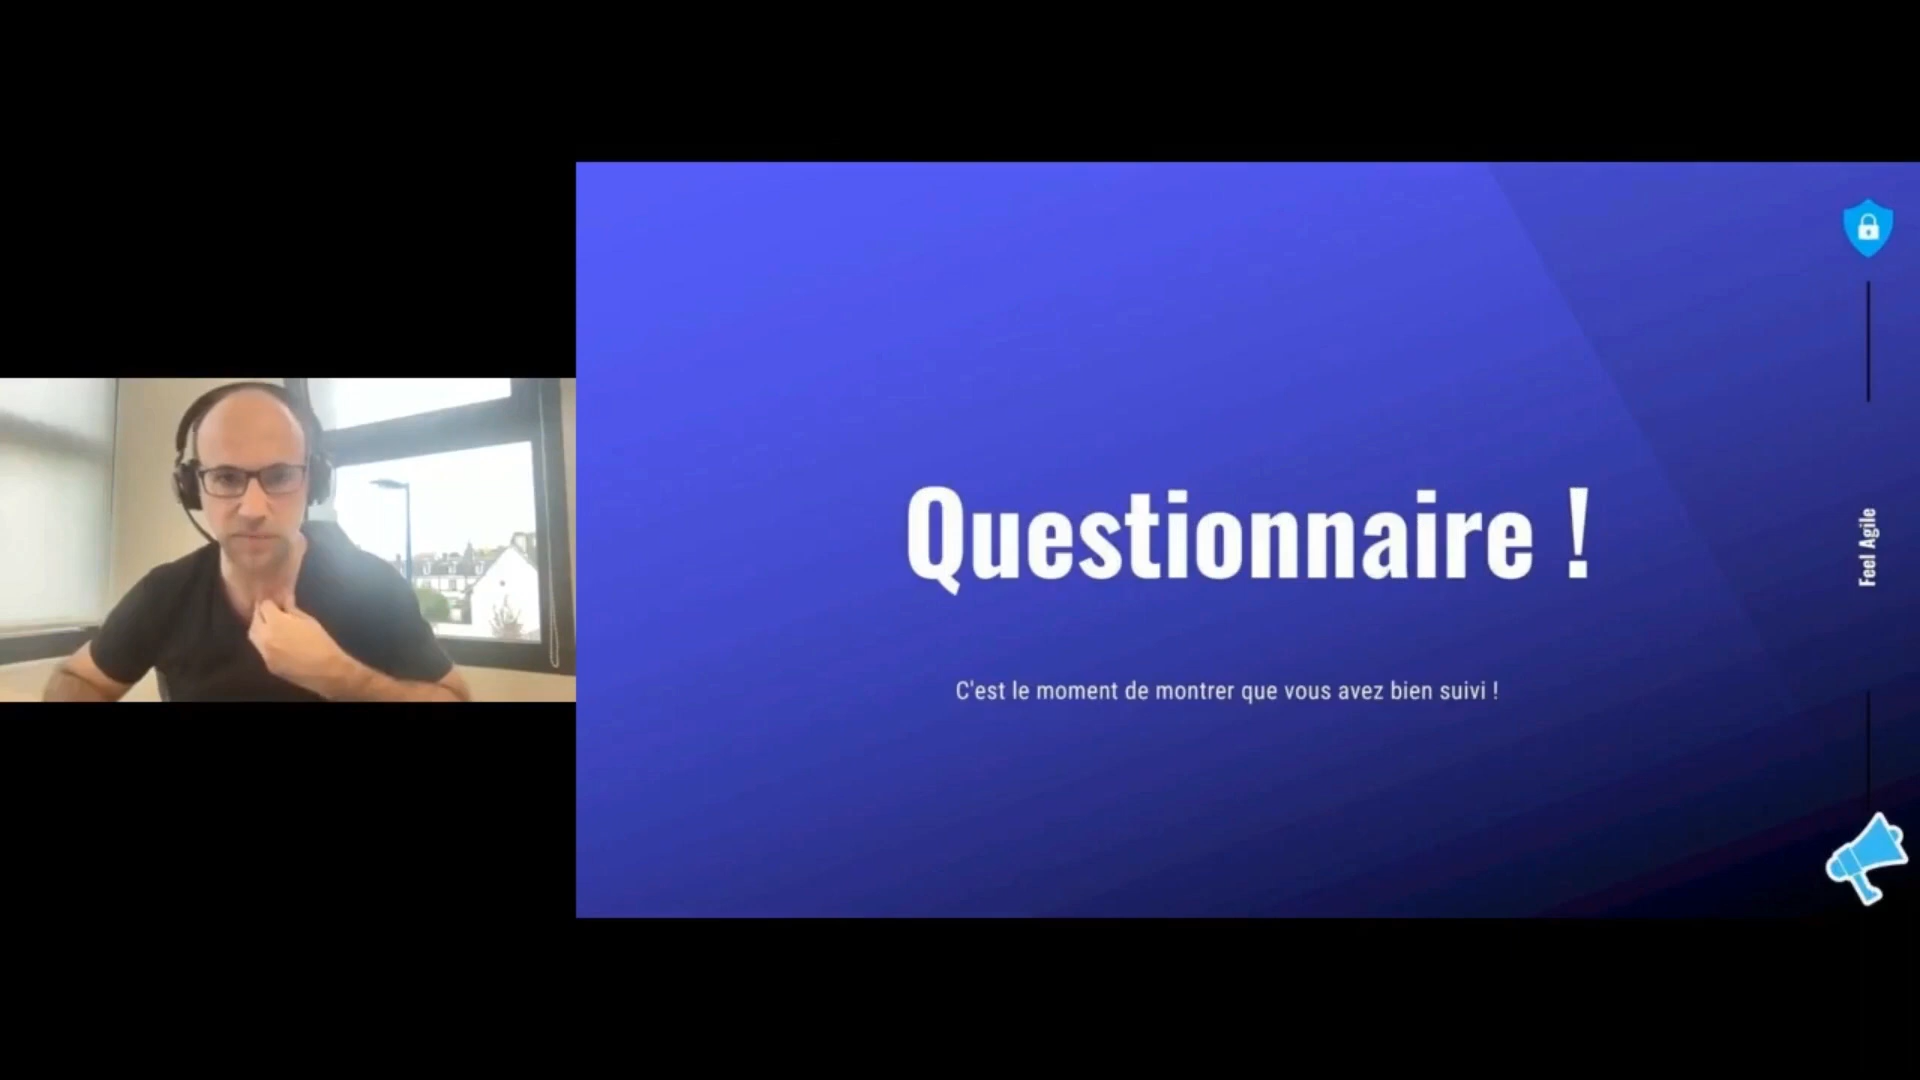 Questionnaire !
C'est le moment de montrer que vous avez bien suivi !
Feel Agile